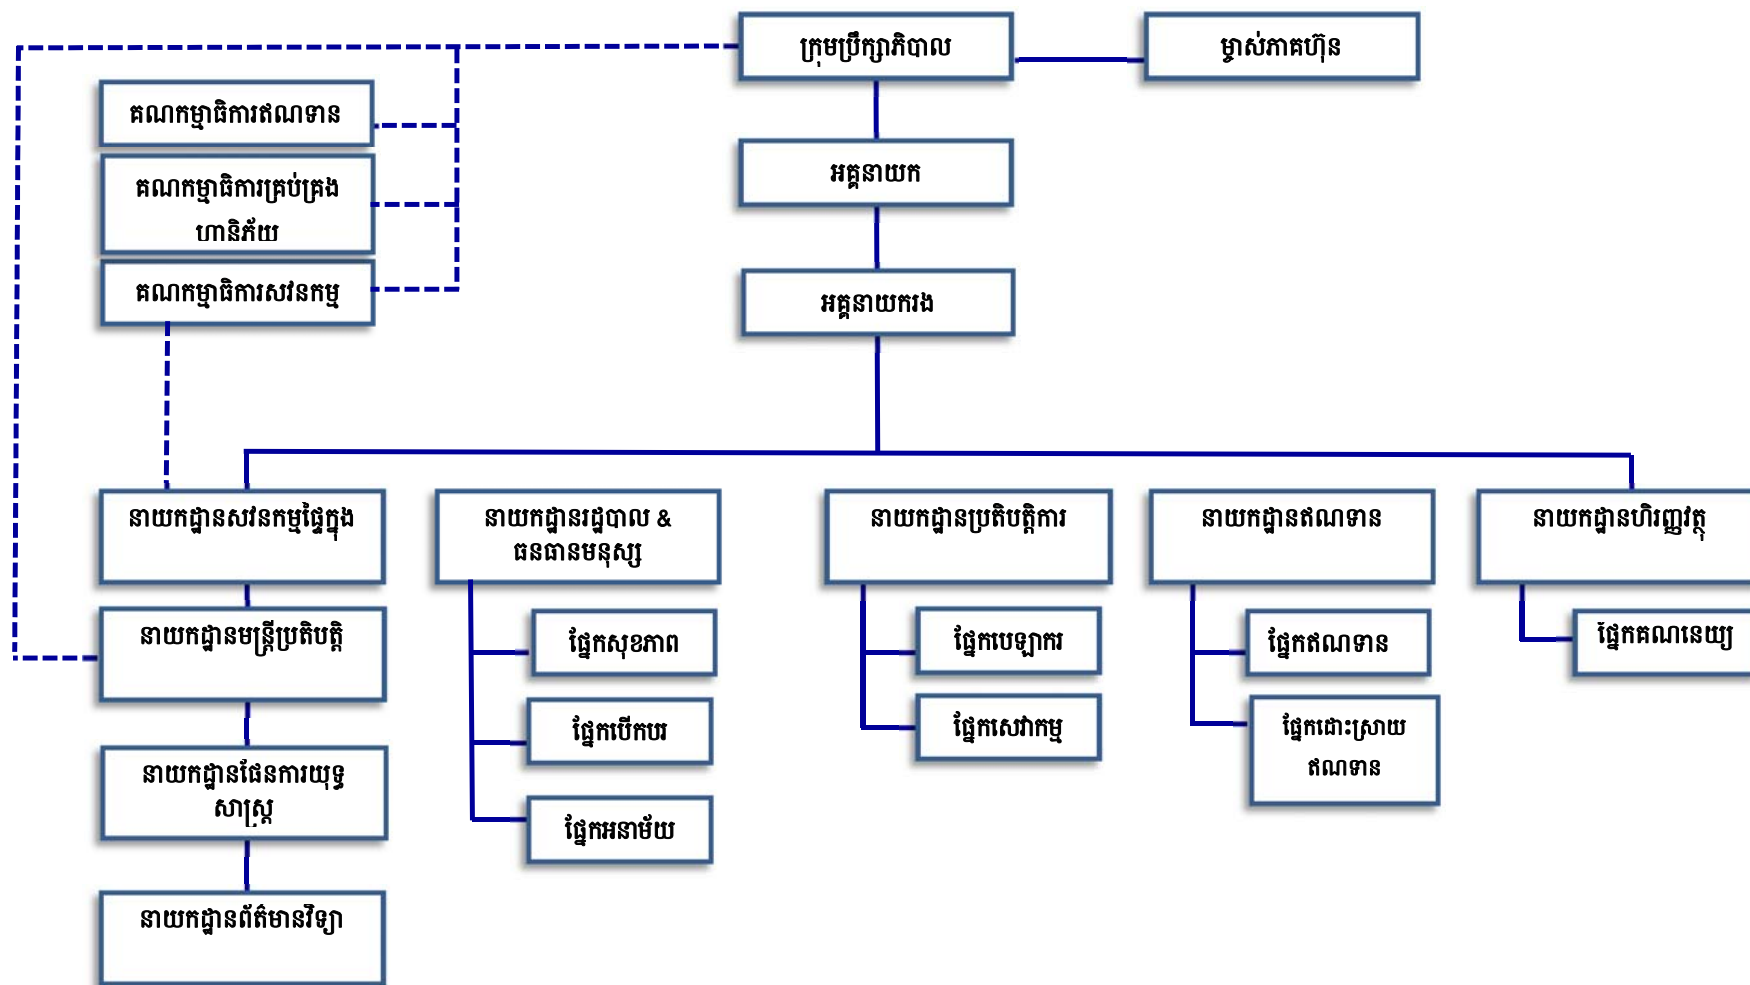 ក្រុមប្រឹក្សាភិបាល
ម្ចាស់ភាគហ៊ុន
គណកម្មាធិការឥណទាន
គណកម្មាធិការគ្រប់គ្រង
ហានិភ័យ
គណកម្មាធិការសវនកម្ម
អគ្គនាយក
អគ្គនាយករង
នាយកដ្ឋានសវនកម្មផ្ទៃក្នុង
នាយកដ្ឋានមន្ត្រីប្រតិបត្តិ
នាយកដ្ឋានផែនការយុទ្ធ
សាស្ត្រ
នាយកដ្ឋានព័ត៌មានវិទ្យា
នាយកដ្ឋានរដ្ឋបាល &
ធនធានមនុស្ស
ផ្នែកសុខភាព
ផ្នែកបើកបរ
ផ្នែកអនាម័យ
នាយកដ្ឋានប្រតិបត្តិការ
ផ្នែកបេឡាករ
ផ្នែកសេវាកម្ម
នាយកដ្ឋានឥណទាន
ផ្នែកឥណទាន
ផ្នែកដោះស្រាយ
ឥណទាន
នាយកដ្ឋានហិរញ្ញវត្ថុ
ផ្នែកគណនេយ្យ